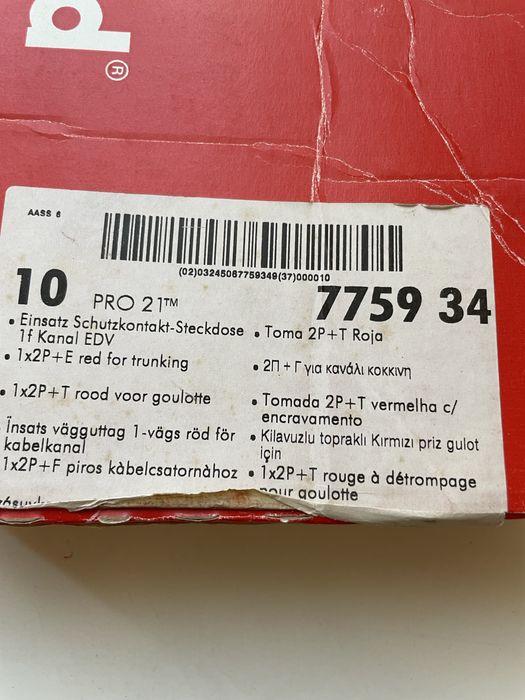 ®
AASS 6
(02)03245067759349(37)000010
10 PRO 21™ 7759 34
• Einsatz Schutzkontakt-Steckdose
1f Kanal EDV
• 1x2P+E red for trunking
• 1x2P+T rood voor goulotte
Insats vägguttag 1-vägs röd för
kabelkanal
1x2P+F piros kàbelcsatornàhoz
• Toma 2P+T Roja
• 2Π + Γ για κανάλι κοκκινη
• Tomada 2P+T vermelha c/
encravamento
• Kilavuzlu topraklı Kırmızı priz gulot
için
• 1x2P+T rouge à détrompage
pour goulotte